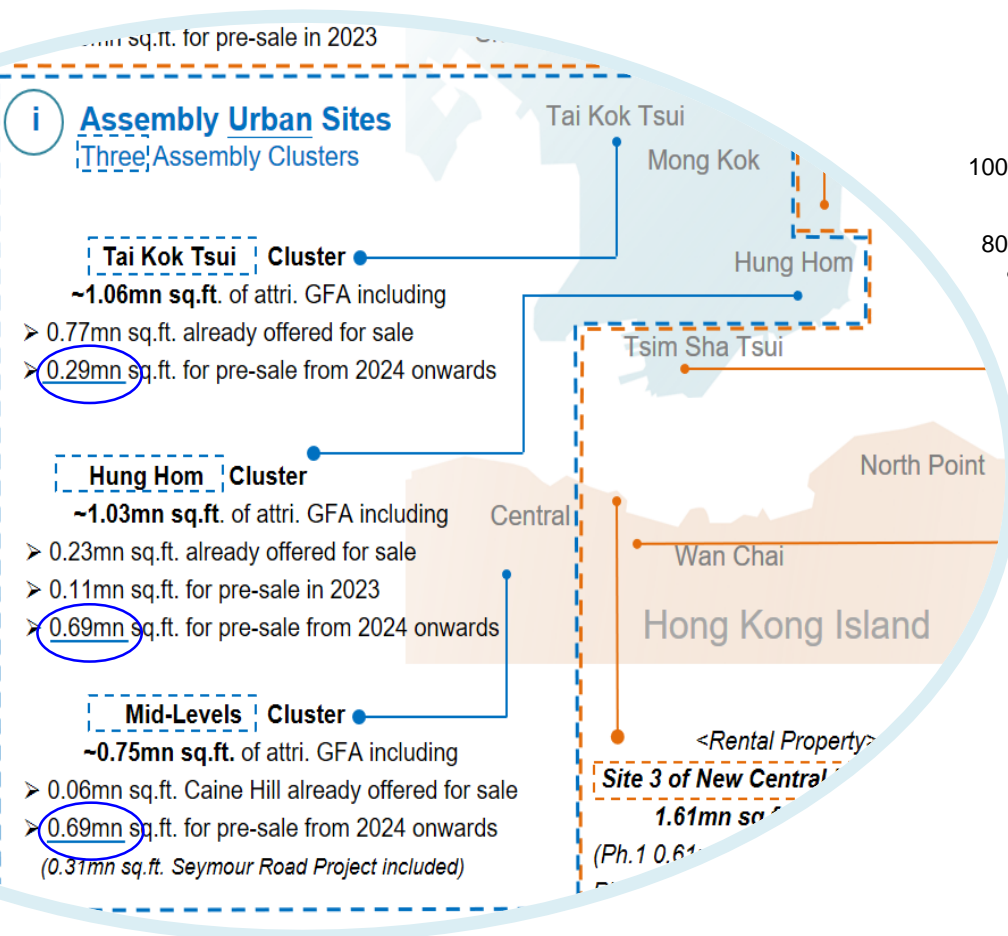 sq.ft. for pre-sale in 2023
i
Assembly Urban Sites
Three Assembly Clusters
Tai Kok Tsui Cluster
~1.06mn sq.ft. of attri. GFA including
➢ 0.77mn sq.ft. already offered for sale
➢ 0.29mn sq.ft. for pre-sale from 2024 onwards
Hung Hom Cluster
~1.03mn sq.ft. of attri. GFA including
➢ 0.23mn sq.ft. already offered for sale
➢ 0.11mn sq.ft. for pre-sale in 2023
➢ 0.69mn sq.ft. for pre-sale from 2024 onwards
Mid-Levels Cluster
~0.75mn sq.ft. of attri. GFA including
➢ 0.06mn sq.ft. Caine Hill already offered for sale
➢ 0.69mn sq.ft. for pre-sale from 2024 onwards
(0.31mn sq.ft. Seymour Road Project included)
Tai Kok Tsui
Mong Kok
Hung Hom
Tsim Sha Tsui
North Point
Central
Wan Chai
Hong Kong Island
<Rental Property>
Site 3 of New Central
1.61mn sq.
(Ph.1 0.61
100
80